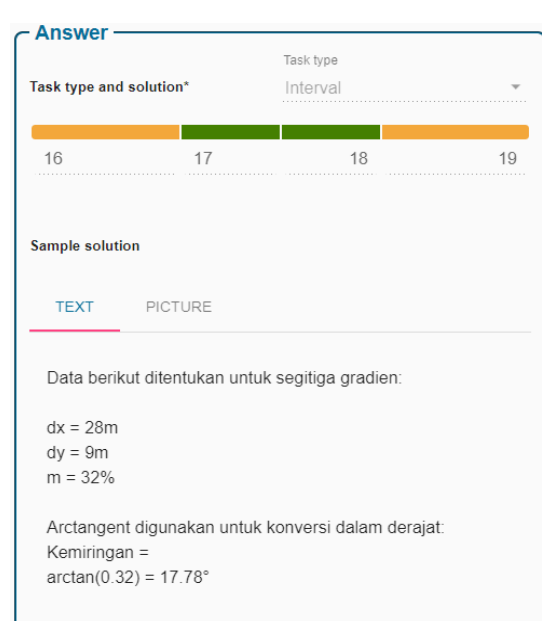 Answer
Task type
Task type and solution*
Interval
16 17 18 19
Sample solution
TEXT PICTURE
Data berikut ditentukan untuk segitiga gradien:
dx = 28m
dy = 9m
m = 32%
Arctangent digunakan untuk konversi dalam derajat:
Kemiringan =
arctan(0.32) = 17.78°